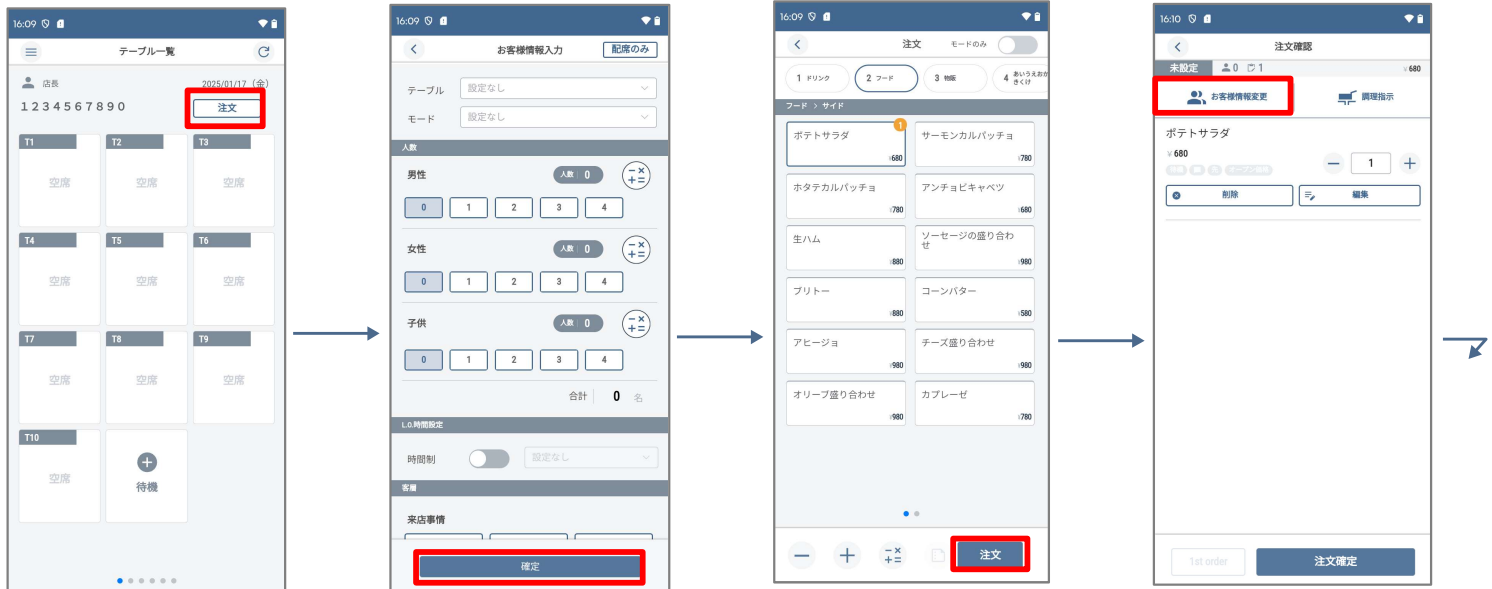 16:09
テーブル一覧
店長
2025/01/17（金）
1234567890
注文
T1
T2
T3
空席
空席
空席
T4
T5
T6
空席
空席
空席
T7
T8
T9
空席
空席
空席
T10
空席
待機
16:09
お客様情報入力
配席のみ
テーブル
設定なし
モード
設定なし
人数
男性
人数 0
0 1 2 3 4
女性
人数 0
0 1 2 3 4
子供
人数 0
0 1 2 3 4
合計 0 名
L.O.時間設定
時間制
設定なし
客層
来店事情
確定
16:09
注文
モードのみ
1 ドリンク
2 フード
3 物販
4 あいうえおか
きくけ
フード > サイド
ポテトサラダ
1
¥680
サーモンカルパッチョ
¥780
ホタテカルパッチョ
¥780
アンチョビキャベツ
¥680
生ハム
¥880
ソーセージの盛り合わ
せ
¥980
ブリトー
¥880
コーンバター
¥580
アヒージョ
¥980
チーズ盛り合わせ
¥980
オリーブ盛り合わせ
¥980
カプレーゼ
¥780
注文
16:10
注文確認
未設定
0
1
¥680
お客様情報変更
調理指示
ポテトサラダ
¥680
1
削除
編集
1st order
注文確定